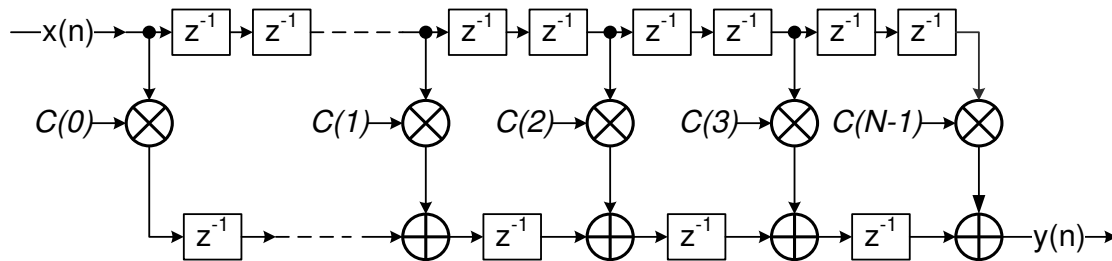 x(n) z⁻¹ z⁻¹ z⁻¹ z⁻¹ z⁻¹ z⁻¹ z⁻¹ z⁻¹
C(0) C(1) C(2) C(3) C(N-1)
z⁻¹ z⁻¹ z⁻¹ z⁻¹ y(n)